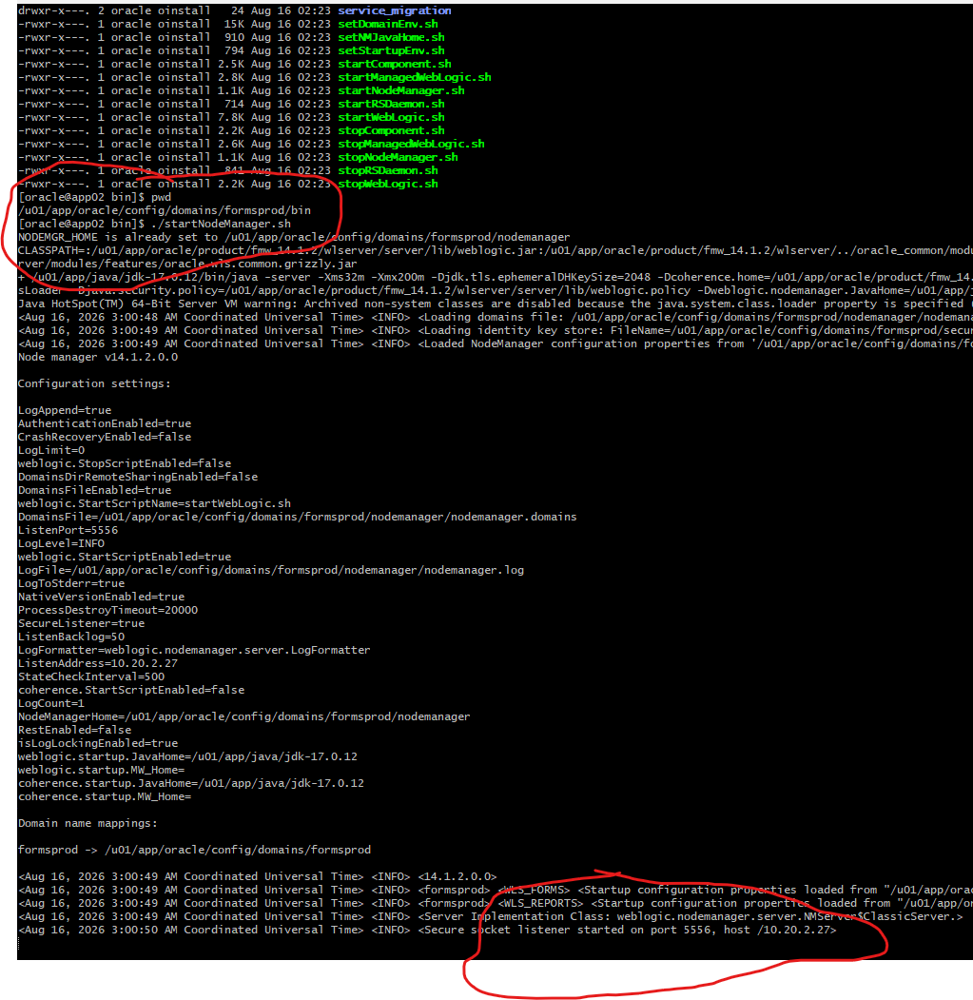 drwxr-x---. 2 oracle oinstall   24 Aug 16 02:23 service_migration
-rwxr-x---. 1 oracle oinstall  15K Aug 16 02:23 setDomainEnv.sh
-rwxr-x---. 1 oracle oinstall  910 Aug 16 02:23 setNMJavaHome.sh
-rwxr-x---. 1 oracle oinstall  794 Aug 16 02:23 setStartupEnv.sh
-rwxr-x---. 1 oracle oinstall 2.5K Aug 16 02:23 startComponent.sh
-rwxr-x---. 1 oracle oinstall 2.8K Aug 16 02:23 startManagedWebLogic.sh
-rwxr-x---. 1 oracle oinstall 1.1K Aug 16 02:23 startNodeManager.sh
-rwxr-x---. 1 oracle oinstall  714 Aug 16 02:23 startRSDaemon.sh
-rwxr-x---. 1 oracle oinstall 7.8K Aug 16 02:23 startWebLogic.sh
-rwxr-x---. 1 oracle oinstall 2.2K Aug 16 02:23 stopComponent.sh
-rwxr-x---. 1 oracle oinstall 2.6K Aug 16 02:23 stopManagedWebLogic.sh
-rwxr-x---. 1 oracle oinstall 1.1K Aug 16 02:23 stopNodeManager.sh
-rwxr-x---. 1 oracle oinstall  841 Aug 16 02:23 stopRSDaemon.sh
-rwxr-x---. 1 oracle oinstall 2.2K Aug 16 02:23 stopWebLogic.sh
[oracle@app02 bin]$ pwd
/u01/app/oracle/config/domains/formsprod/bin
[oracle@app02 bin]$ ./startNodeManager.sh
NODEMGR_HOME is already set to /u01/app/oracle/config/domains/formsprod/nodemanager
CLASSPATH=:/u01/app/oracle/product/fmw_14.1.2/wlserver/server/lib/weblogic.jar:/u01/app/oracle/product/fmw_14.1.2/wlserver/../oracle_common/modu
rver/modules/features/oracle.wls.common.grizzly.jar
+ /u01/app/java/jdk-17.0.12/bin/java -server -Xms32m -Xmx200m -Djdk.tls.ephemeralDHKeySize=2048 -Dcoherence.home=/u01/app/oracle/product/fmw_14.
sLoader -Djava.security.policy=/u01/app/oracle/product/fmw_14.1.2/wlserver/server/lib/weblogic.policy -Dweblogic.nodemanager.JavaHome=/u01/app/j
Java HotSpot(TM) 64-Bit Server VM warning: Archived non-system classes are disabled because the java.system.class.loader property is specified (
<Aug 16, 2026 3:00:48 AM Coordinated Universal Time> <INFO> <Loading domains file: /u01/app/oracle/config/domains/formsprod/nodemanager/nodemana
<Aug 16, 2026 3:00:49 AM Coordinated Universal Time> <INFO> <Loading identity key store: FileName=/u01/app/oracle/config/domains/formsprod/secur
<Aug 16, 2026 3:00:49 AM Coordinated Universal Time> <INFO> <Loaded NodeManager configuration properties from '/u01/app/oracle/config/domains/fo
Node manager v14.1.2.0.0
Configuration settings:
LogAppend=true
AuthenticationEnabled=true
CrashRecoveryEnabled=false
LogLimit=0
weblogic.StopScriptEnabled=false
DomainsDirRemoteSharingEnabled=false
DomainsFileEnabled=true
weblogic.StartScriptName=startWebLogic.sh
DomainsFile=/u01/app/oracle/config/domains/formsprod/nodemanager/nodemanager.domains
ListenPort=5556
LogLevel=INFO
weblogic.StartScriptEnabled=true
LogFile=/u01/app/oracle/config/domains/formsprod/nodemanager/nodemanager.log
LogToStderr=true
NativeVersionEnabled=true
ProcessDestroyTimeout=20000
SecureListener=true
ListenBacklog=50
LogFormatter=weblogic.nodemanager.server.LogFormatter
ListenAddress=10.20.2.27
StateCheckInterval=500
coherence.StartScriptEnabled=false
LogCount=1
NodeManagerHome=/u01/app/oracle/config/domains/formsprod/nodemanager
RestEnabled=false
isLogLockingEnabled=true
weblogic.startup.JavaHome=/u01/app/java/jdk-17.0.12
weblogic.startup.MW_Home=
coherence.startup.JavaHome=/u01/app/java/jdk-17.0.12
coherence.startup.MW_Home=
Domain name mappings:
formsprod -> /u01/app/oracle/config/domains/formsprod
<Aug 16, 2026 3:00:49 AM Coordinated Universal Time> <INFO> <14.1.2.0.0>
<Aug 16, 2026 3:00:49 AM Coordinated Universal Time> <INFO> <formsprod> <WLS_FORMS> <Startup configuration properties loaded from "/u01/app/orac
<Aug 16, 2026 3:00:49 AM Coordinated Universal Time> <INFO> <formsprod> <WLS_REPORTS> <Startup configuration properties loaded from "/u01/app/or
<Aug 16, 2026 3:00:49 AM Coordinated Universal Time> <INFO> <Server Implementation Class: weblogic.nodemanager.server.NMServer$ClassicServer.>
<Aug 16, 2026 3:00:50 AM Coordinated Universal Time> <INFO> <Secure socket listener started on port 5556, host /10.20.2.27>